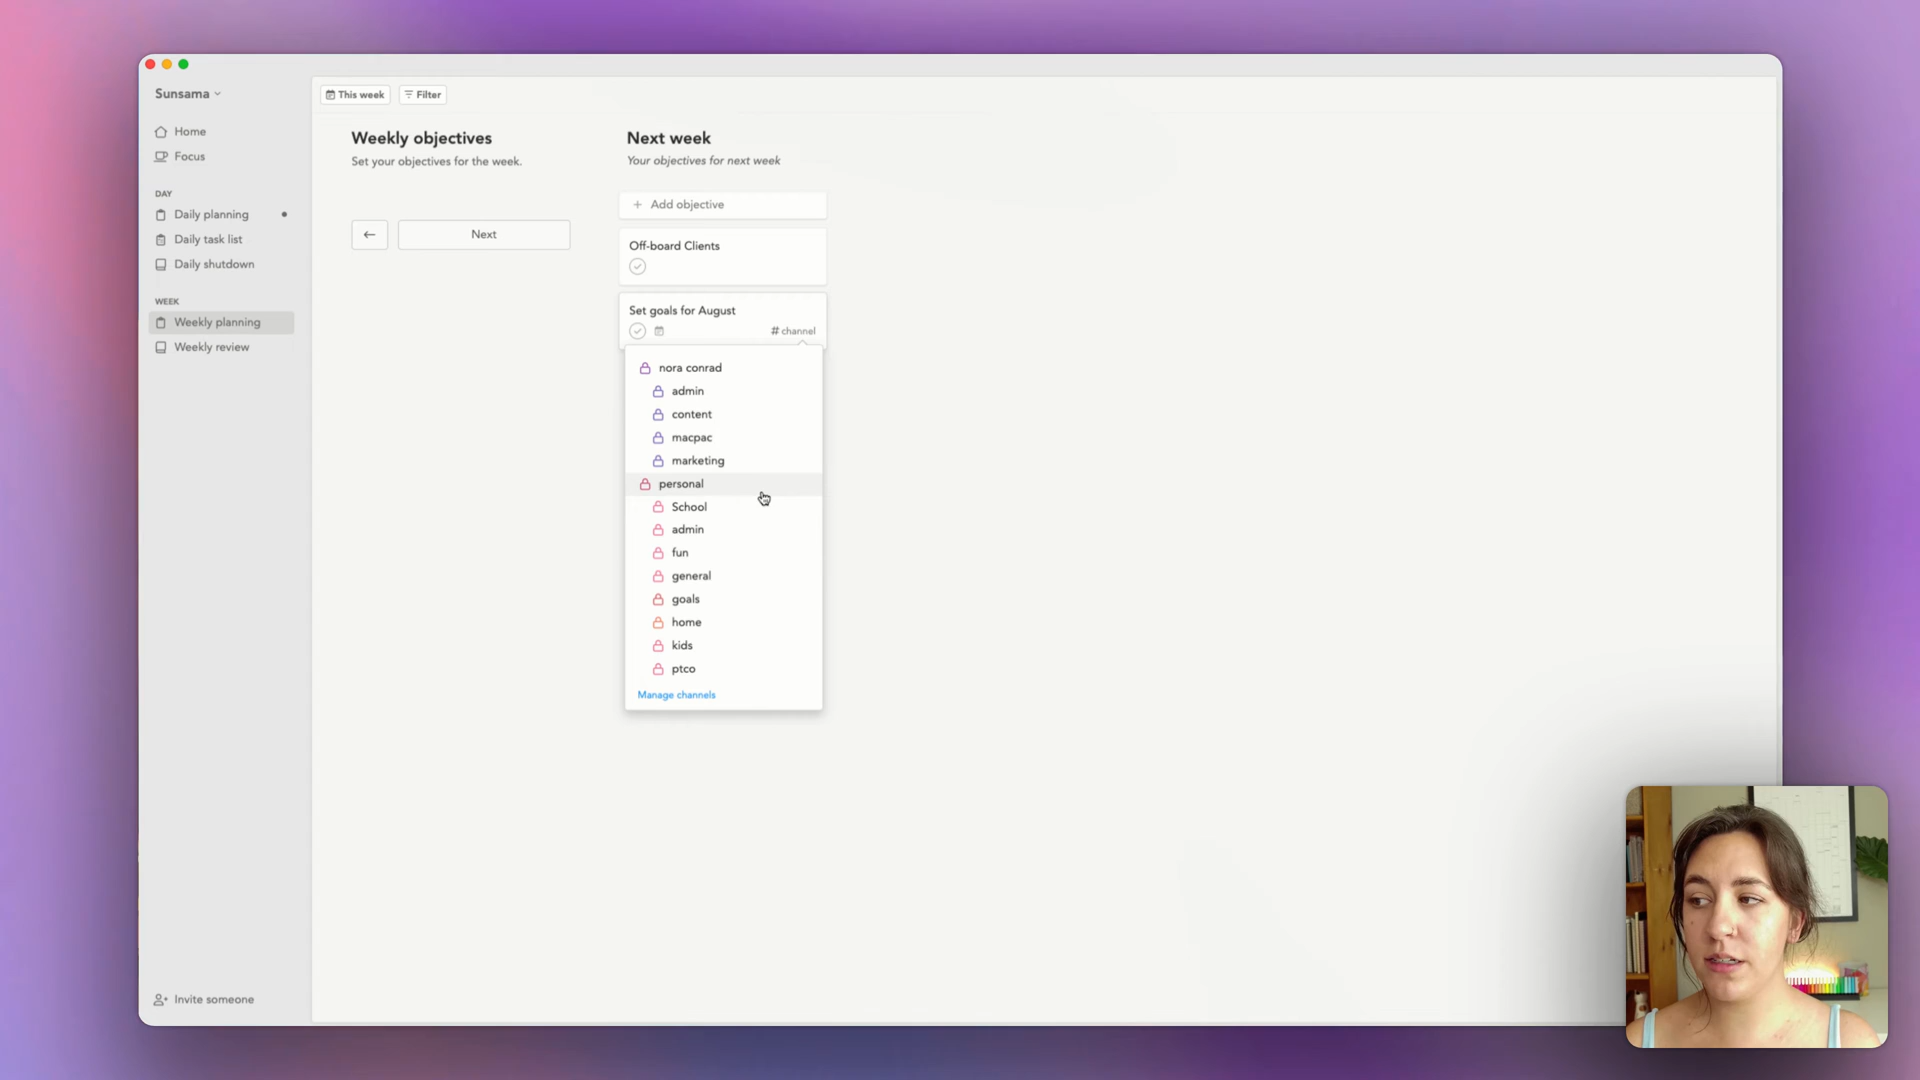 Sunsama
Home
Focus
DAY
Daily planning
Daily task list
Daily shutdown
WEEK
Weekly planning
Weekly review
Invite someone
This week
Filter
Weekly objectives
Set your objectives for the week.
Next
Next week
Your objectives for next week
+ Add objective
Off-board Clients
Set goals for August
# channel
nora conrad
admin
content
macpac
marketing
personal
School
admin
fun
general
goals
home
kids
ptco
Manage channels